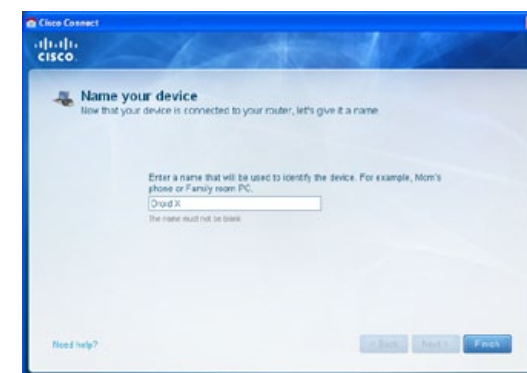 Cisco Connect
CISCO
Name your device
Now that your device is connected to your router, let's give it a name
Enter a name that will be used to identify the device. For example, Mom's
phone or Family room PC.
Droid X
The name must not be blank
Need help?
< Back Next > Finish